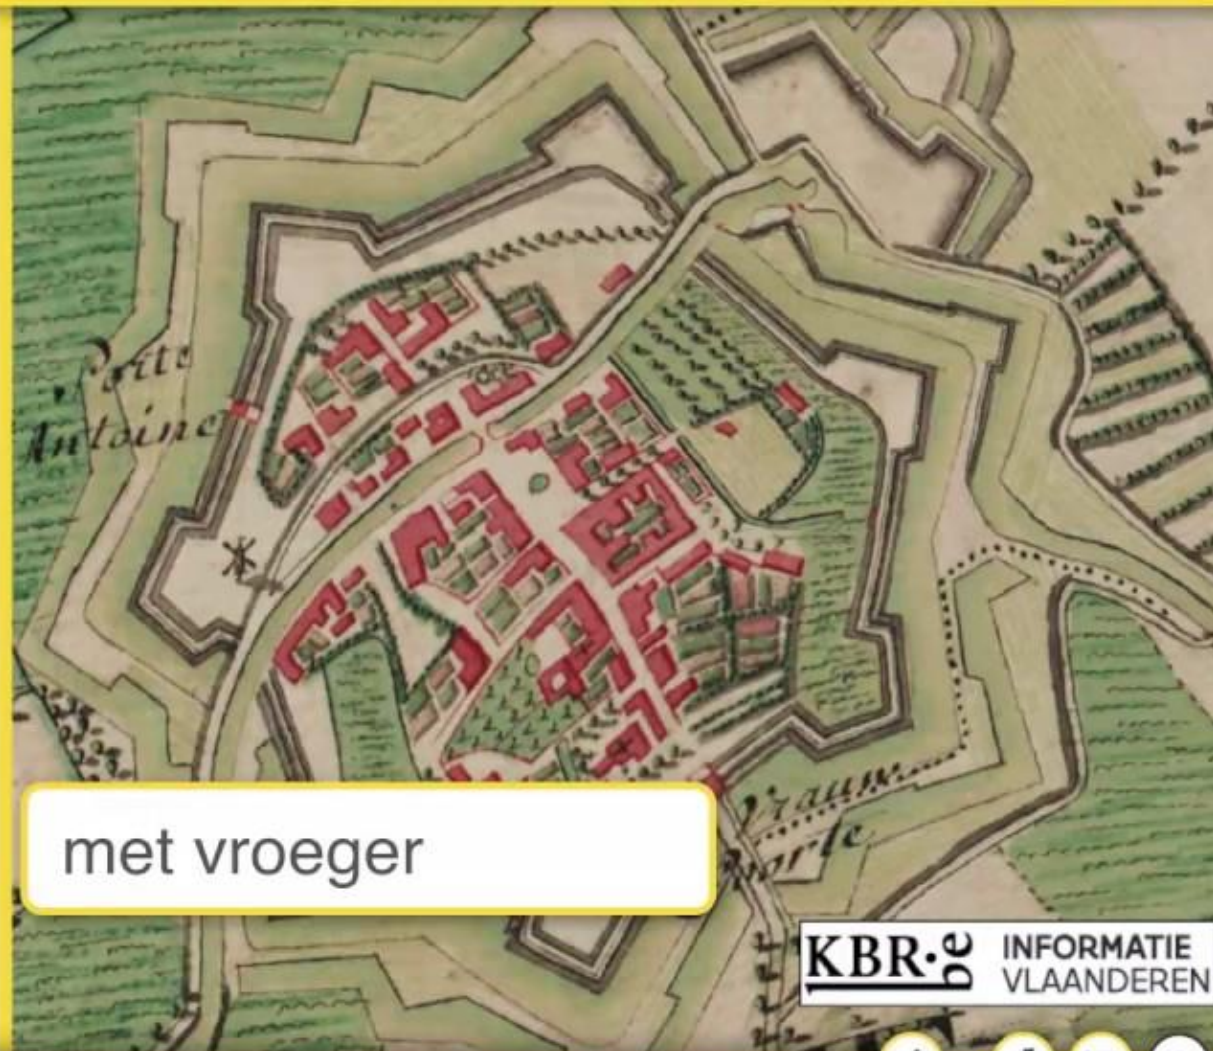 Porte
Antoine
met vroeger
KBR.be
INFORMATIE
VLAANDEREN